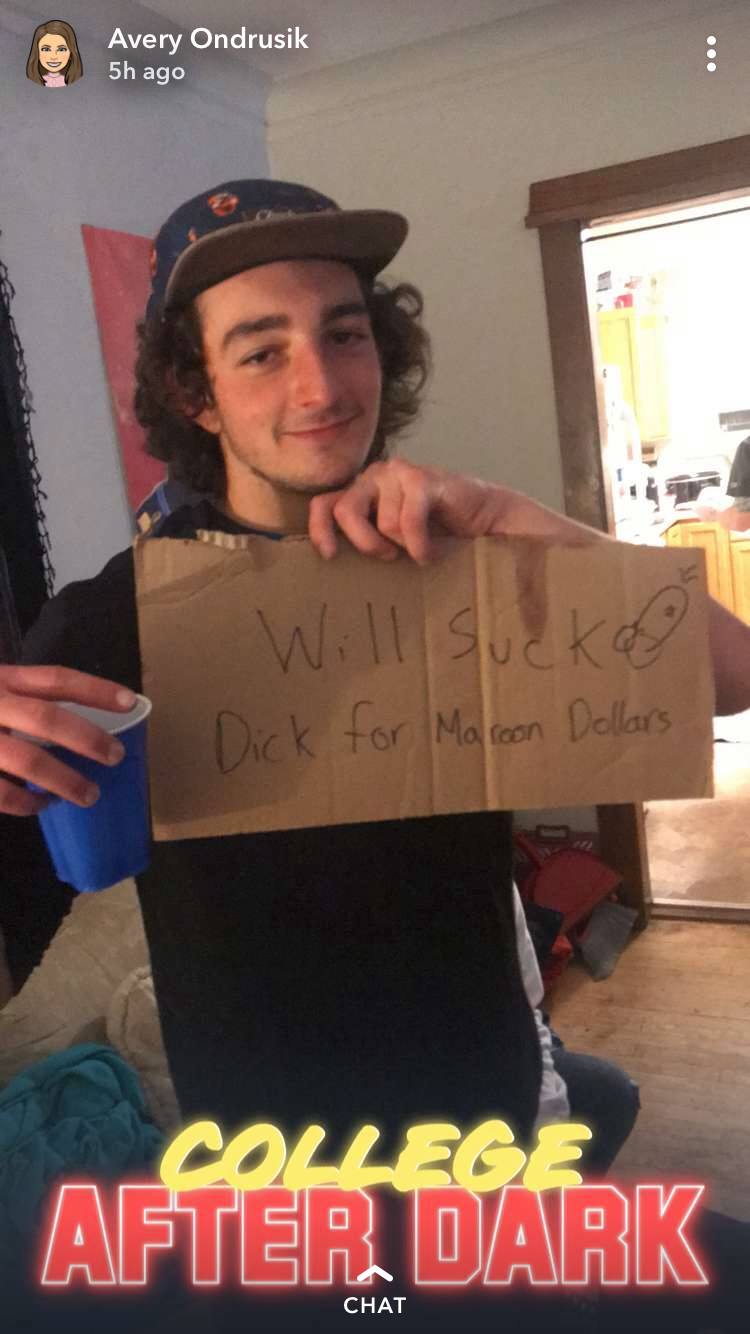 Avery Ondrusik
5h ago
Will Suck
Dick for Maroon Dollars
COLLEGE
AFTER DARK
CHAT